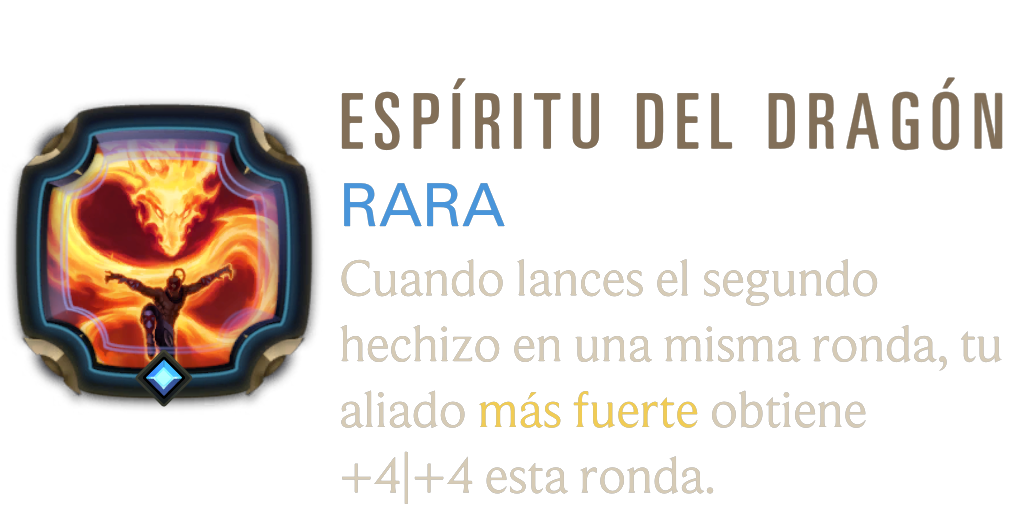 ESPÍRITU DEL DRAGÓN
RARA
Cuando lances el segundo
hechizo en una misma ronda, tu
aliado más fuerte obtiene
+4|+4 esta ronda.